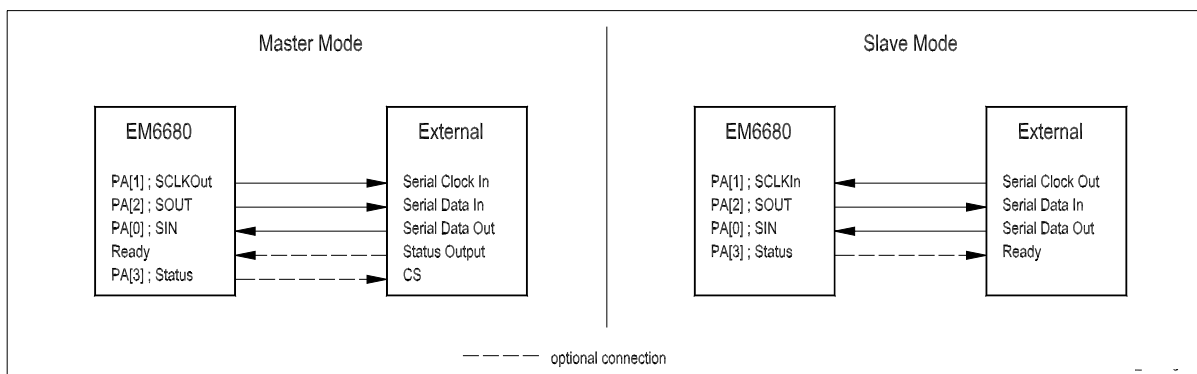 Master Mode
EM6680
PA[1] ; SCLKOut
PA[2] ; SOUT
PA[0] ; SIN
Ready
PA[3] ; Status
External
Serial Clock In
Serial Data In
Serial Data Out
Status Output
CS
Slave Mode
EM6680
PA[1] ; SCLKIn
PA[2] ; SOUT
PA[0] ; SIN
PA[3] ; Status
External
Serial Clock Out
Serial Data In
Serial Data Out
Ready
optional connection